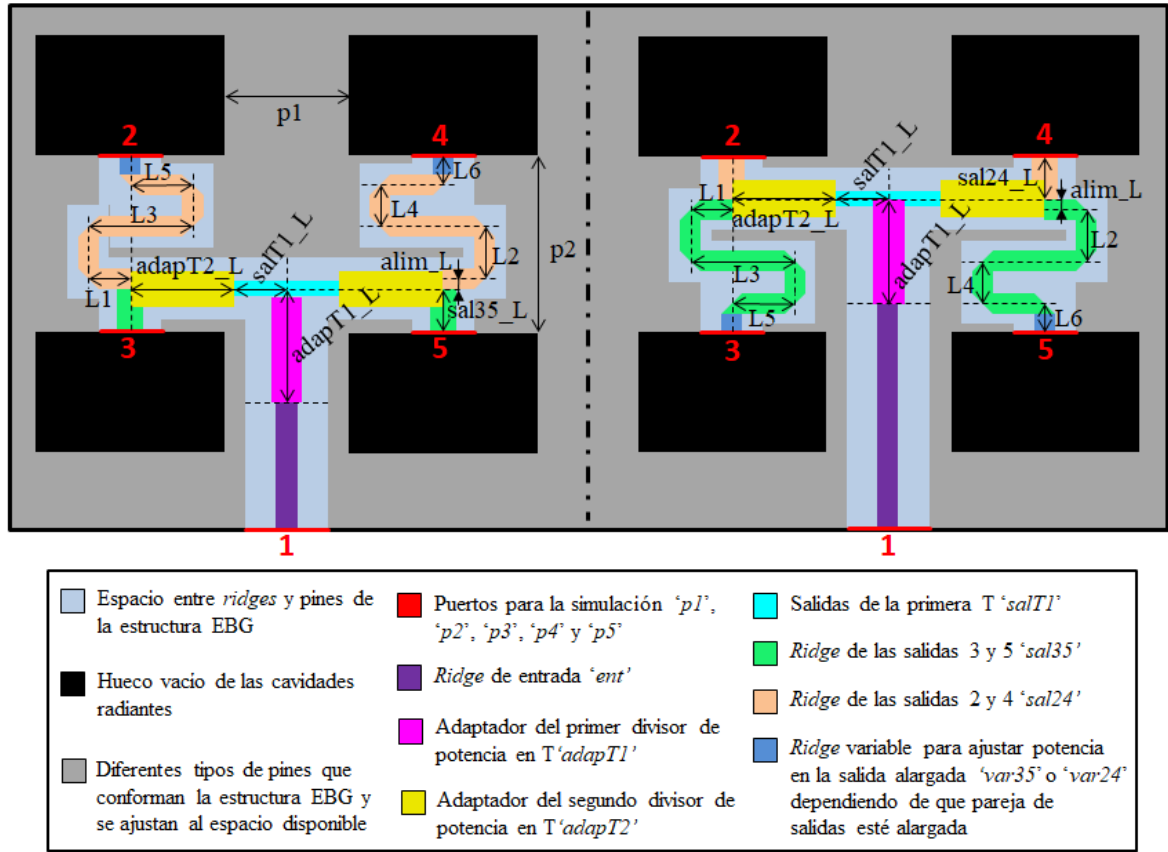 p1
2
4
L5
L6
L3
L4
salT1_L
adapT2_L
alim_L
L2
L1
sal35_L
adapT1_L
3
5
p2
1
2
4
salT1_L
sal24_L
alim_L
L1
adapT2_L
adapT1_L
L2
L3
L4
L5
L6
3
5
1
Espacio entre ridges y pines de
la estructura EBG
Hueco vacío de las cavidades
radiantes
Diferentes tipos de pines que
conforman la estructura EBG y
se ajustan al espacio disponible
Puertos para la simulación ‘p1’,
‘p2’, ‘p3’, ‘p4’ y ‘p5’
Ridge de entrada ‘ent’
Adaptador del primer divisor de
potencia en T‘adapT1’
Adaptador del segundo divisor de
potencia en T‘adapT2’
Salidas de la primera T ‘salT1’
Ridge de las salidas 3 y 5 ‘sal35’
Ridge de las salidas 2 y 4 ‘sal24’
Ridge variable para ajustar potencia
en la salida alargada ‘var35’ o ‘var24’
dependiendo de que pareja de
salidas esté alargada